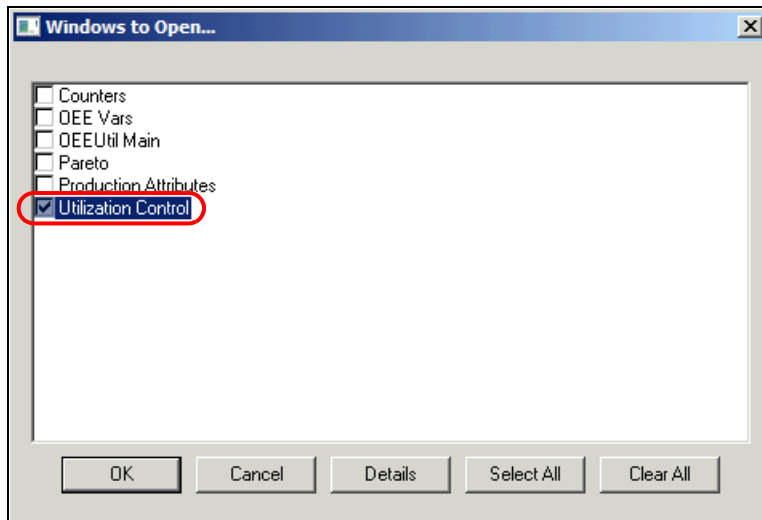 Windows to Open...
Counters
OEE Vars
OEEUtil Main
Pareto
Production Attributes
Utilization Control
OK Cancel Details Select All Clear All